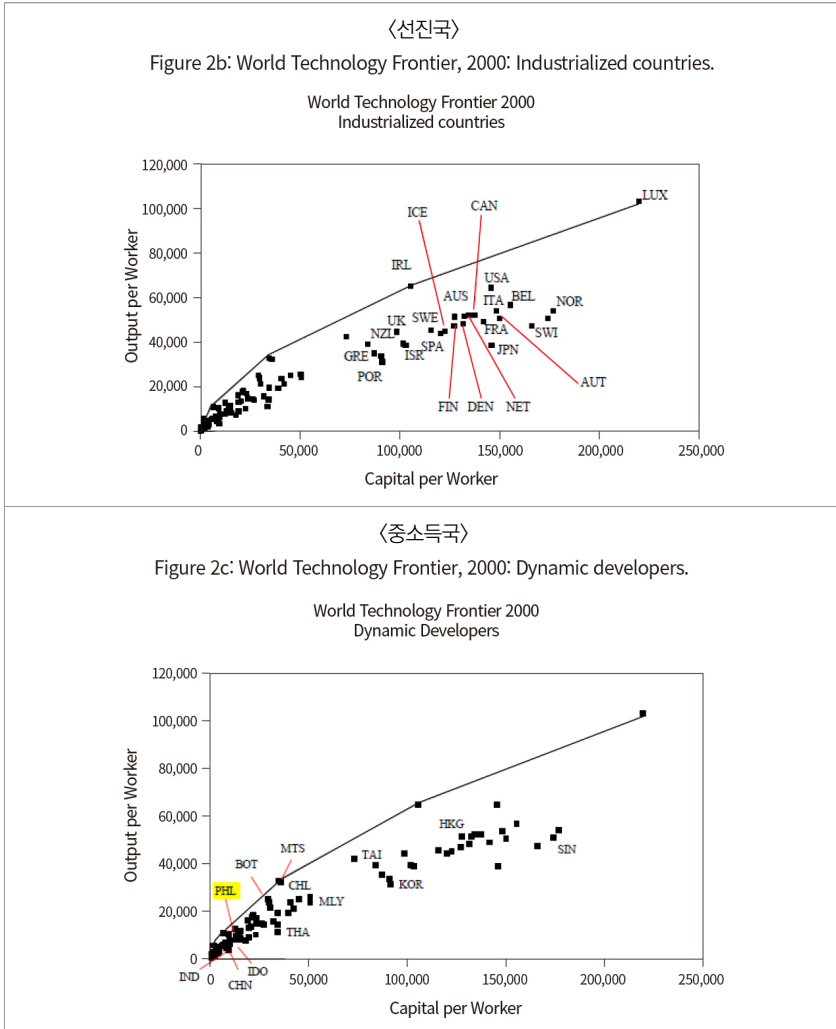 〈선진국〉
Figure 2b: World Technology Frontier, 2000: Industrialized countries.
World Technology Frontier 2000
Industrialized countries
Output per Worker
120,000
100,000
80,000
60,000
40,000
20,000
0
LUX
CAN
ICE
IRL
USA
AUS
ITA
BEL
NOR
UK
SWE
NZL
FRA
SWI
GRE
ISR
SPA
JPN
POR
AUT
FIN
DEN
NET
0
50,000
100,000
150,000
200,000
250,000
Capital per Worker
〈중소득국〉
Figure 2c: World Technology Frontier, 2000: Dynamic developers.
World Technology Frontier 2000
Dynamic Developers
Output per Worker
120,000
100,000
80,000
60,000
40,000
20,000
0
HKG
MTS
TAI
SIN
BOT
CHL
KOR
PHL
MLY
THA
IND
IDO
CHN
0
50,000
100,000
150,000
200,000
250,000
Capital per Worker